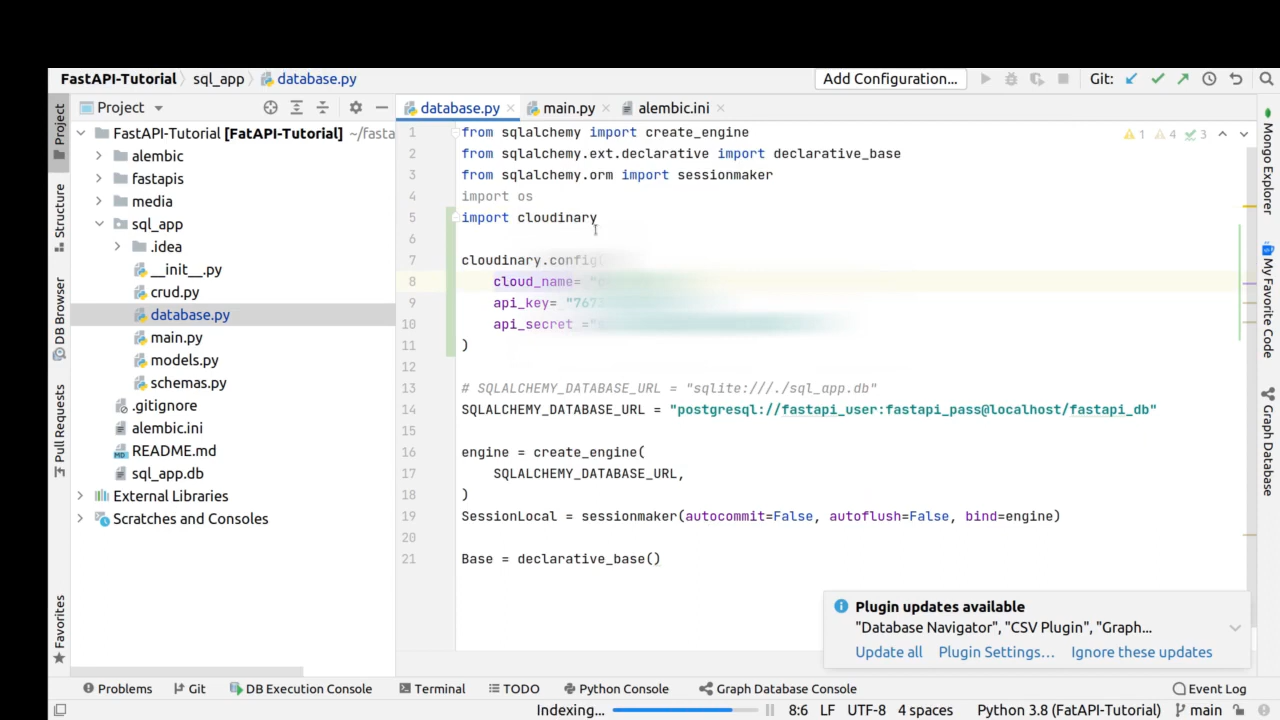 FastAPI-Tutorial sql_app database.py
Add Configuration...
Git:
Project
database.py
main.py
alembic.ini
FastAPI-Tutorial [FatAPI-Tutorial] ~/fasta
alembic
fastapis
media
sql_app
.idea
__init__.py
crud.py
database.py
main.py
models.py
schemas.py
.gitignore
alembic.ini
README.md
sql_app.db
External Libraries
Scratches and Consoles
Project
Structure
DB Browser
Pull Requests
Favorites
1 from sqlalchemy import create_engine
2 from sqlalchemy.ext.declarative import declarative_base
3 from sqlalchemy.orm import sessionmaker
4 import os
5 import cloudinary
6
7 cloudinary.config(
8 cloud_name=
9 api_key=
10 api_secret =
11 )
12
13 # SQLALCHEMY_DATABASE_URL = "sqlite:///./sql_app.db"
14 SQLALCHEMY_DATABASE_URL = "postgresql://fastapi_user:fastapi_pass@localhost/fastapi_db"
15
16 engine = create_engine(
17 SQLALCHEMY_DATABASE_URL,
18 )
19 SessionLocal = sessionmaker(autocommit=False, autoflush=False, bind=engine)
20
21 Base = declarative_base()
1 4 3
Mongo Explorer
My Favorite Code
Graph Database
Plugin updates available
"Database Navigator", "CSV Plugin", "Graph...
Update all Plugin Settings... Ignore these updates
Problems Git DB Execution Console Terminal TODO Python Console Graph Database Console Event Log
Indexing... 8:6 LF UTF-8 4 spaces Python 3.8 (FatAPI-Tutorial) main